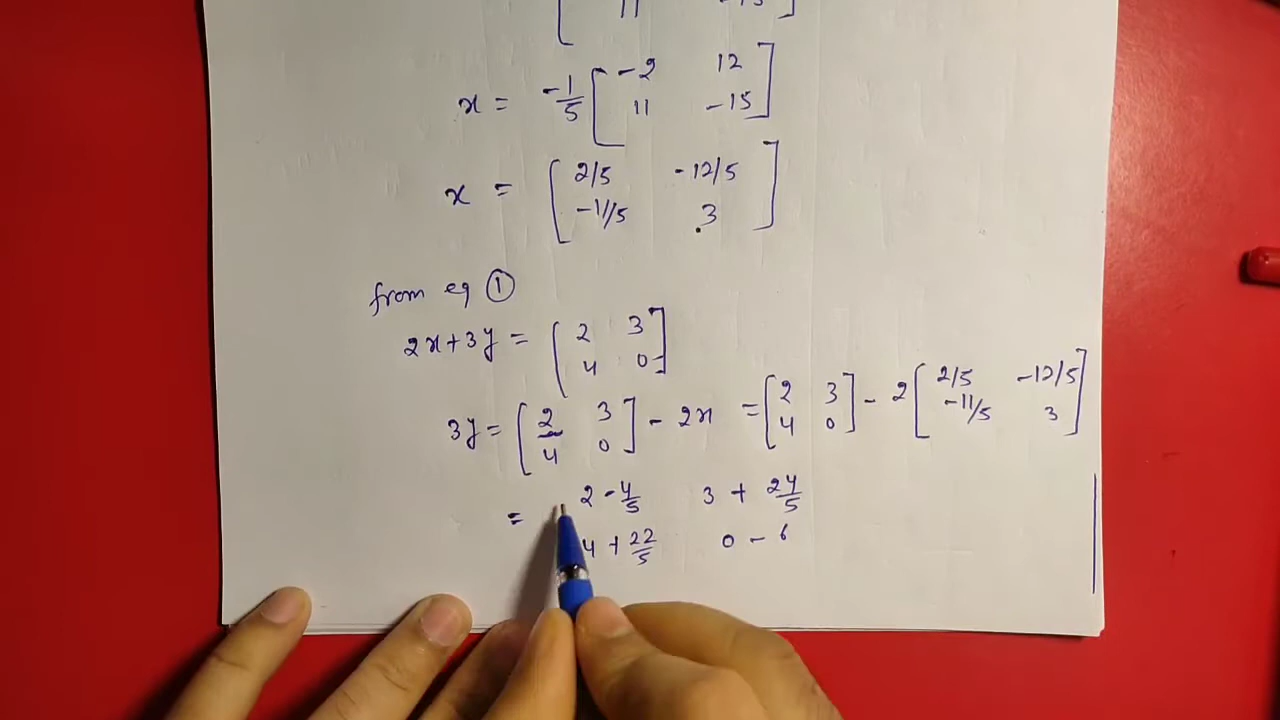 11 -15
x = -1/5 [ -2 12
11 -15 ]
x = [ 2/5 -12/5
-11/5 3 ]
from eq ①
2x+3y = [ 2 3
4 0 ]
3y = [ 2 3
4 0 ] - 2x = [ 2 3
4 0 ] - 2 [ 2/5 -12/5
-11/5 3 ]
= 2 - 4/5 3 + 24/5
4 + 22/5 0 - 6